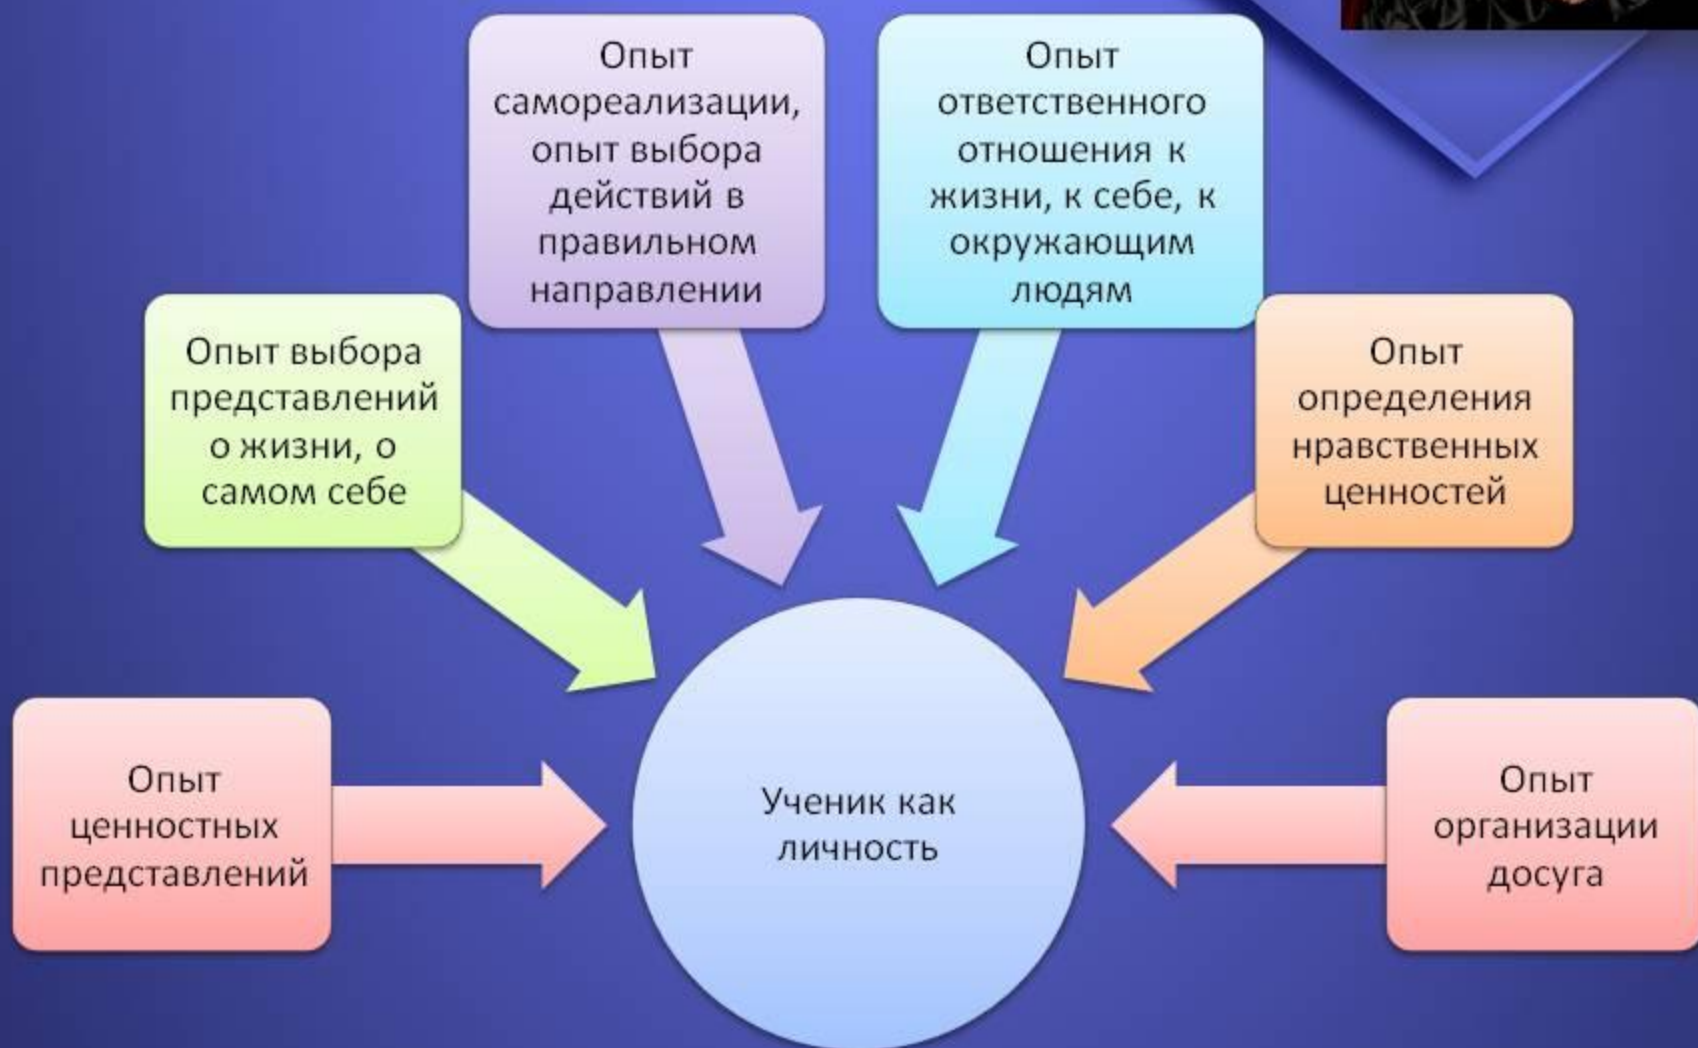 Опыт
самореализации,
опыт выбора
действий в
правильном
направлении
Опыт
ответственного
отношения к
жизни, к себе, к
окружающим
людям
Опыт выбора
представлений
о жизни, о
самом себе
Опыт
определения
нравственных
ценностей
Опыт
ценностных
представлений
Ученик как
личность
Опыт
организации
досуга